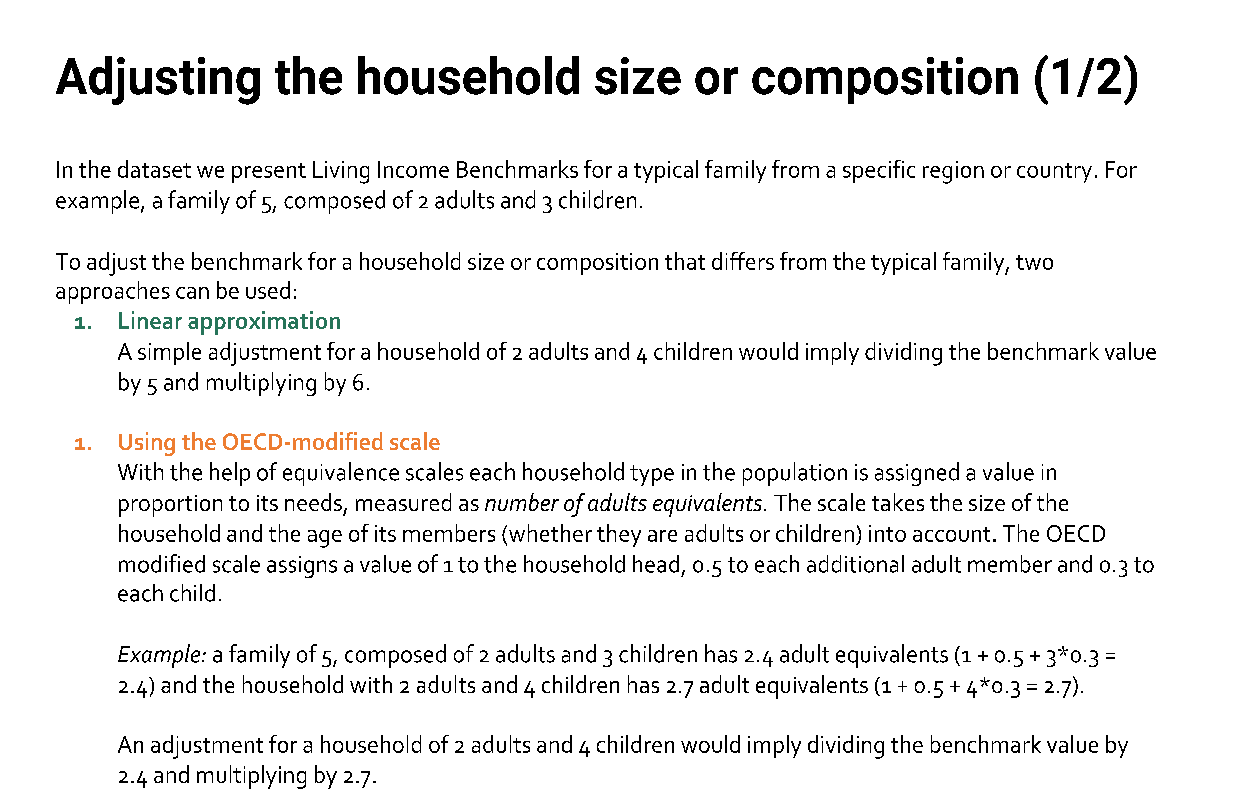 Adjusting the household size or composition (1/2)
In the dataset we present Living Income Benchmarks for a typical family from a specific region or country. For
example, a family of 5, composed of 2 adults and 3 children.
To adjust the benchmark for a household size or composition that differs from the typical family, two
approaches can be used:
1. Linear approximation
A simple adjustment for a household of 2 adults and 4 children would imply dividing the benchmark value
by 5 and multiplying by 6.
1. Using the OECD-modified scale
With the help of equivalence scales each household type in the population is assigned a value in
proportion to its needs, measured as number of adults equivalents. The scale takes the size of the
household and the age of its members (whether they are adults or children) into account. The OECD
modified scale assigns a value of 1 to the household head, 0.5 to each additional adult member and 0.3 to
each child.
Example: a family of 5, composed of 2 adults and 3 children has 2.4 adult equivalents (1 + 0.5 + 3*0.3 =
2.4) and the household with 2 adults and 4 children has 2.7 adult equivalents (1 + 0.5 + 4*0.3 = 2.7).
An adjustment for a household of 2 adults and 4 children would imply dividing the benchmark value by
2.4 and multiplying by 2.7.